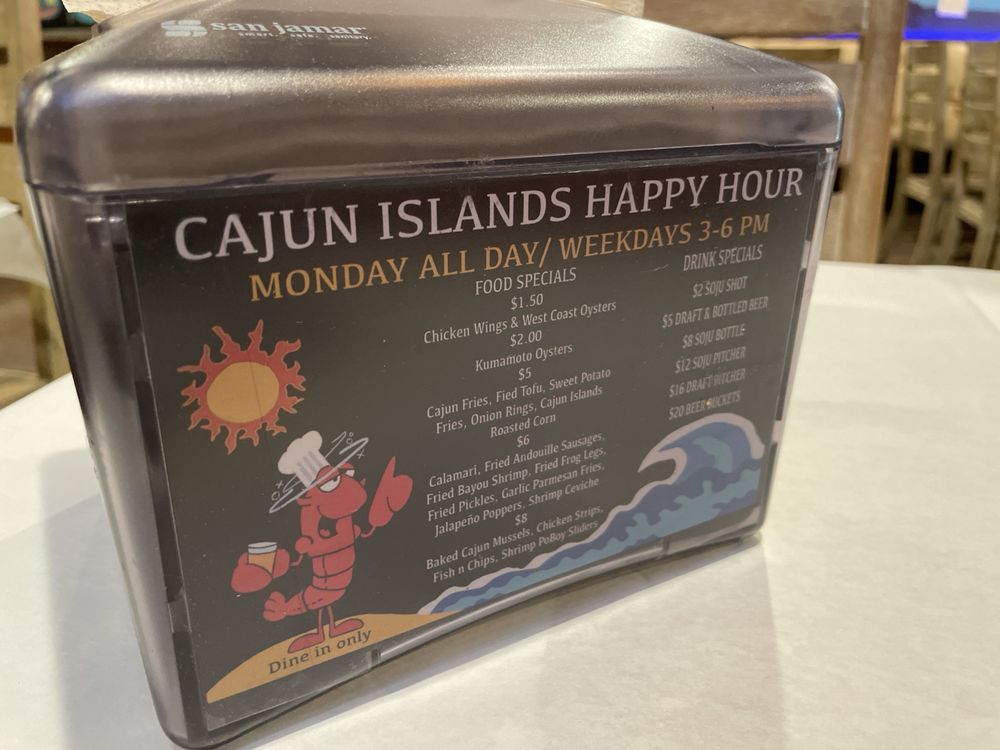 san jamar
smart. safe. sanitary.
CAJUN ISLANDS HAPPY HOUR
MONDAY ALL DAY/ WEEKDAYS 3-6 PM
FOOD SPECIALS
$1.50
Chicken Wings & West Coast Oysters
$2.00
Kumamoto Oysters
$5
Cajun Fries, Fied Tofu, Sweet Potato
Fries, Onion Rings, Cajun Islands
Roasted Corn
$6
Calamari, Fried Andouille Sausages,
Fried Bayou Shrimp, Fried Frog Legs,
Fried Pickles, Garlic Parmesan Fries,
Jalapeño Poppers, Shrimp Ceviche
$8
Baked Cajun Mussels, Chicken Strips,
Fish n Chips, Shrimp PoBoy Sliders
DRINK SPECIALS
$2 SOJU SHOT
$5 DRAFT & BOTTLED BEER
$8 SOJU BOTTLE
$12 SOJU PITCHER
$16 DRAFT PITCHER
$20 BEER BUCKETS
Dine in only